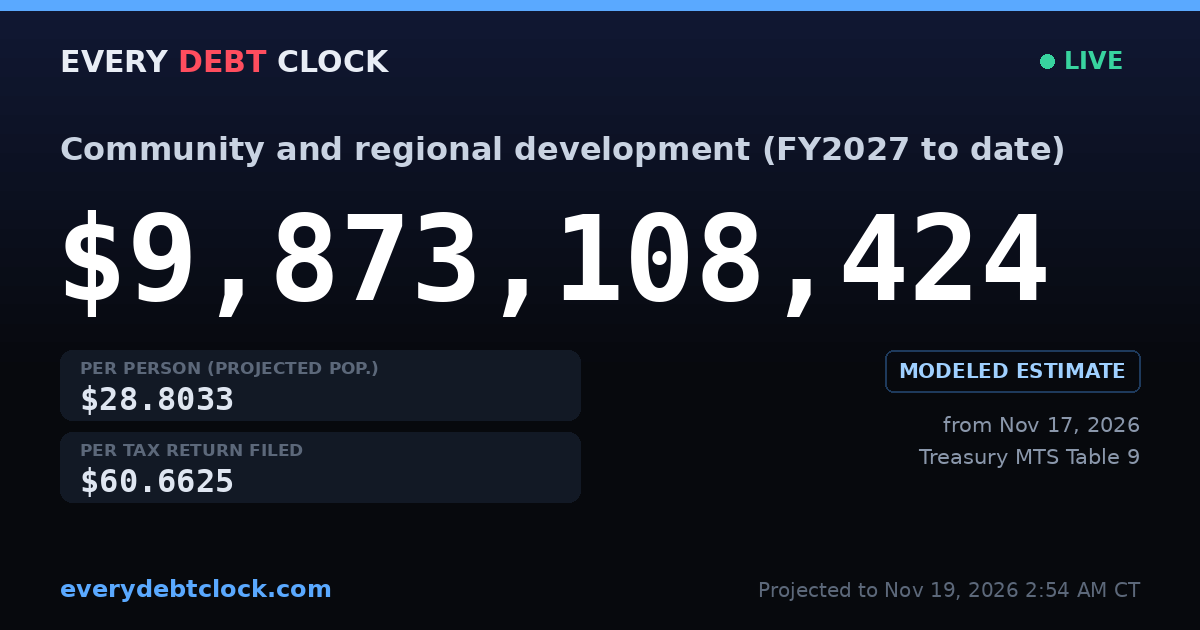 EVERY DEBT CLOCK
LIVE
Community and regional development (FY2027 to date)
$9,873,108,424
PER PERSON (PROJECTED POP.)
$28.8033
PER TAX RETURN FILED
$60.6625
MODELED ESTIMATE
from Nov 17, 2026
Treasury MTS Table 9
everydebtclock.com
Projected to Nov 19, 2026 2:54 AM CT